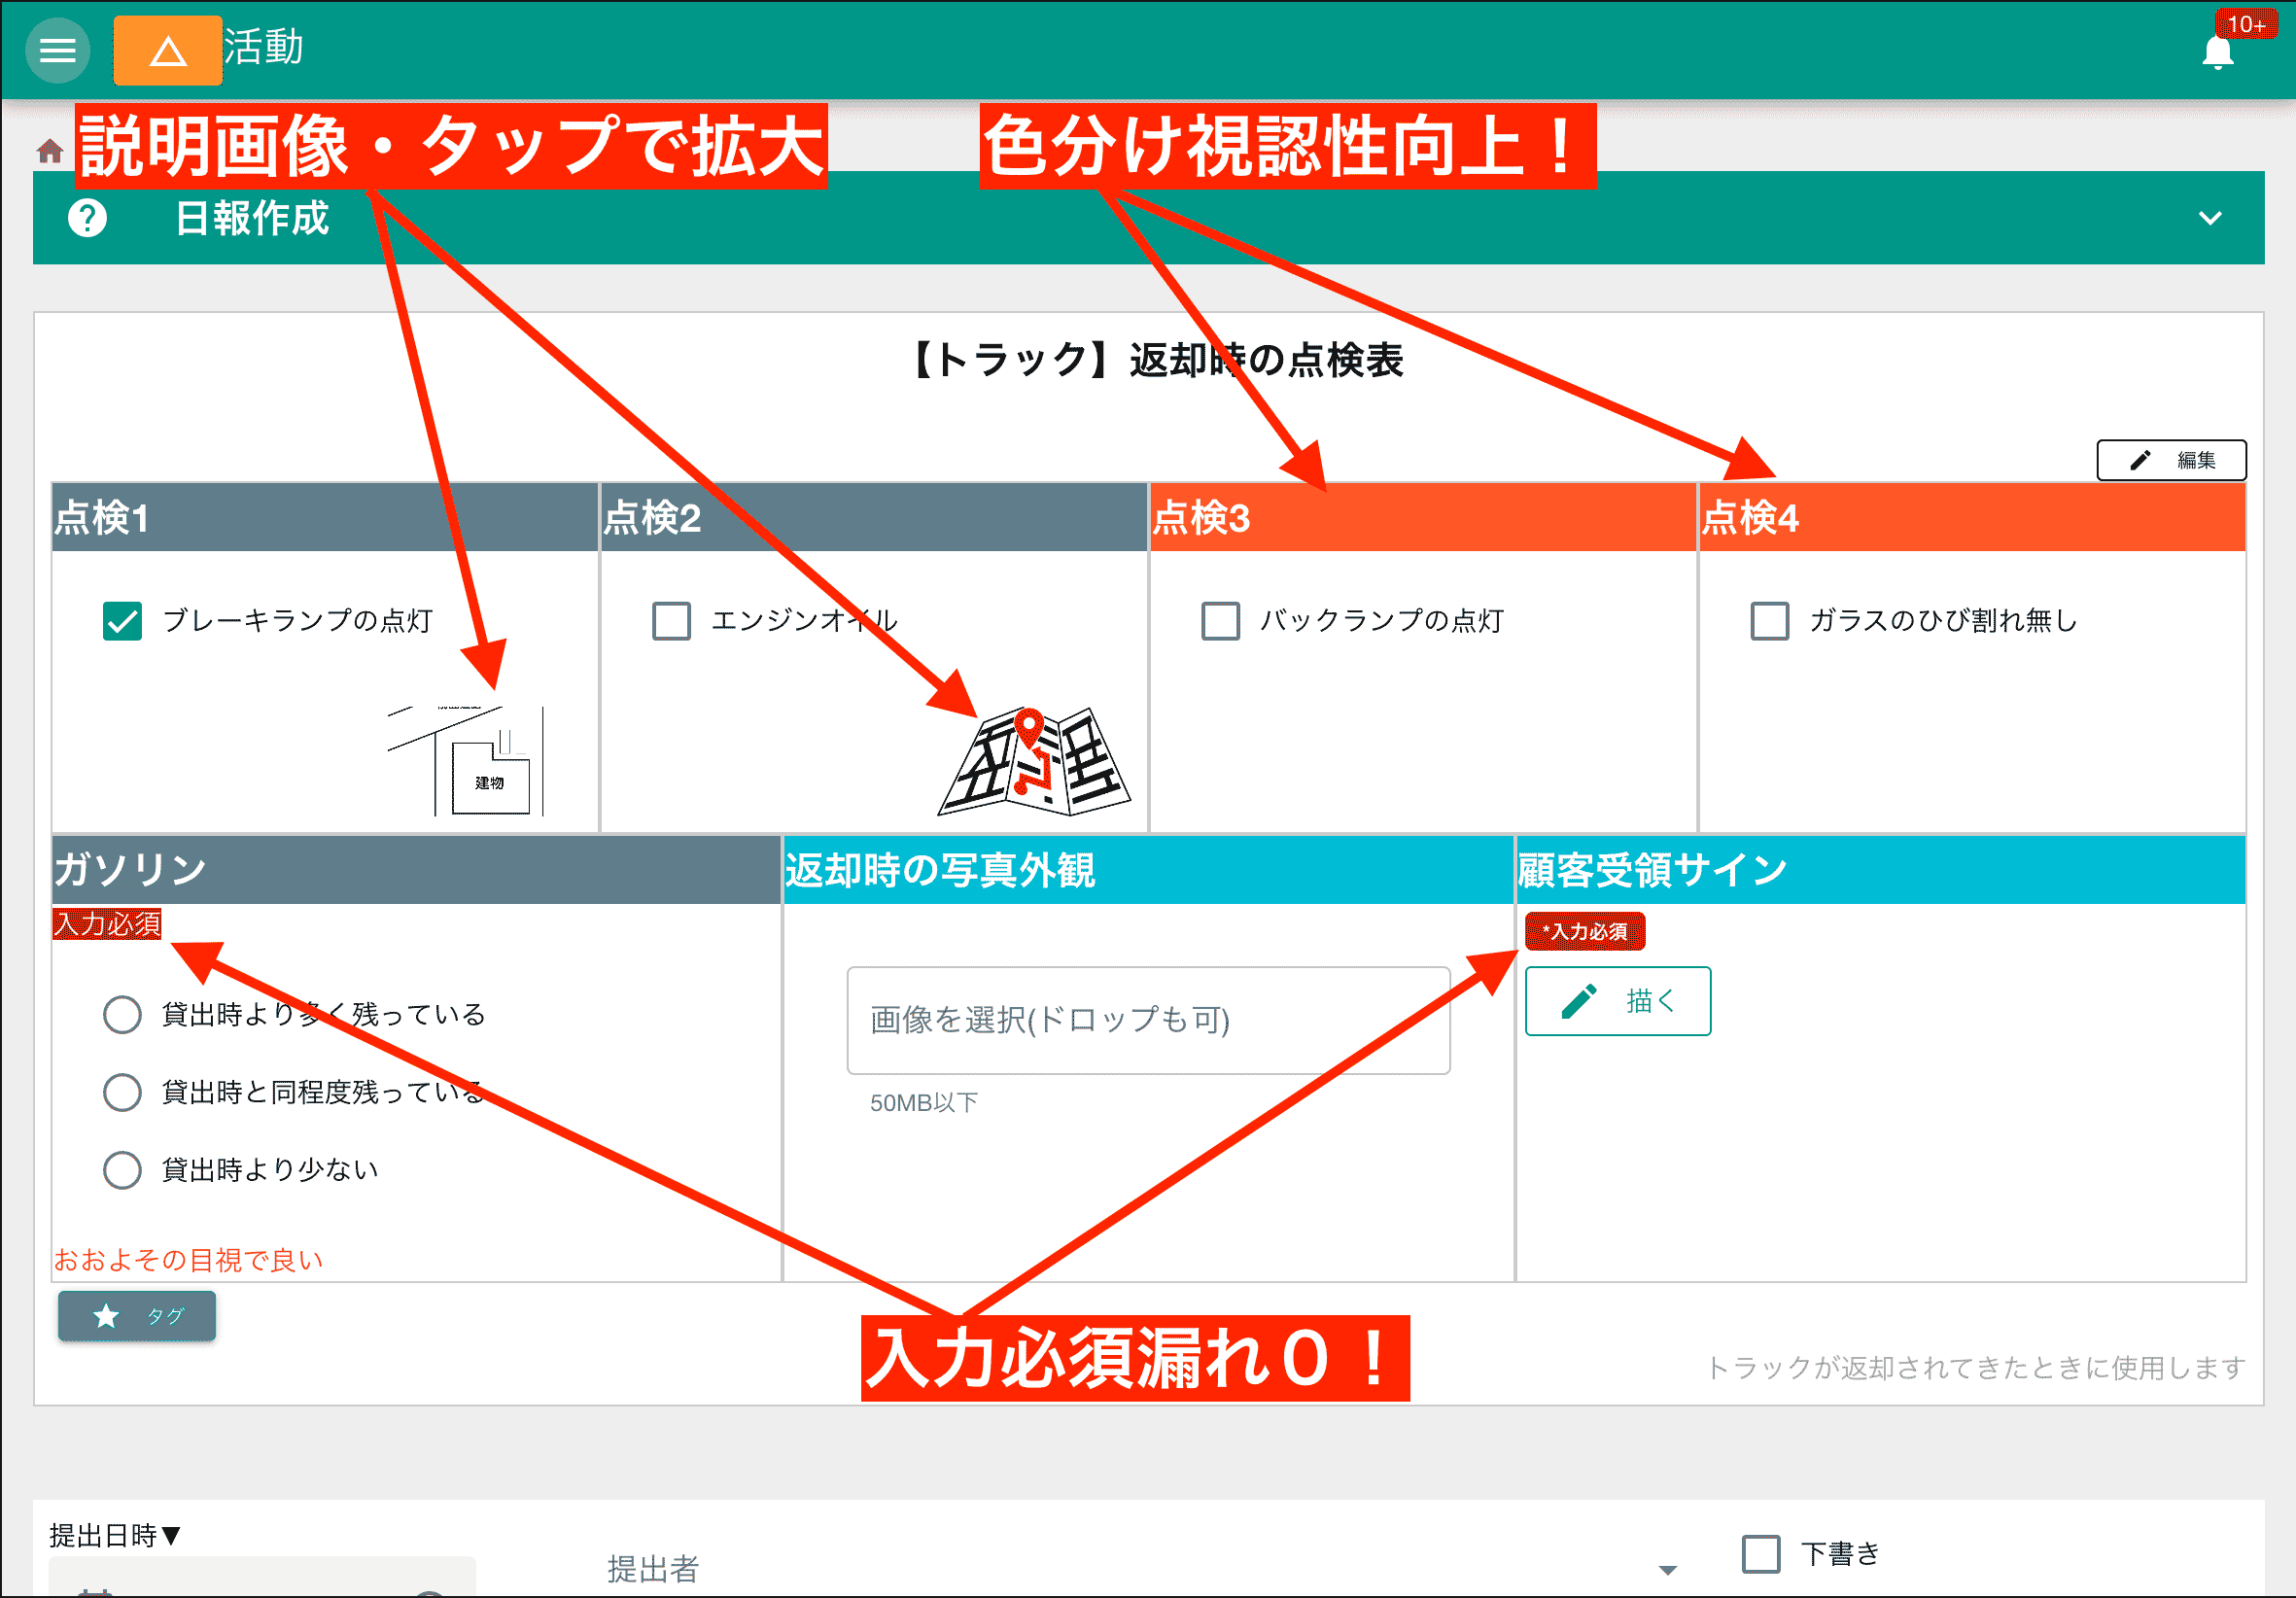 活動
10+
説明画像・タップで拡大
色分け視認性向上！
日報作成
【トラック】返却時の点検表
編集
点検1
点検2
点検3
点検4
ブレーキランプの点灯
エンジンオイル
バックランプの点灯
ガラスのひび割れ無し
建物
ガソリン
返却時の写真外観
顧客受領サイン
入力必須
*入力必須
貸出時より多く残っている
画像を選択(ドロップも可)
描く
貸出時と同程度残っている
50MB以下
貸出時より少ない
おおよその目視で良い
タグ
入力必須漏れ０！
トラックが返却されてきたときに使用します
提出日時▼
提出者
下書き